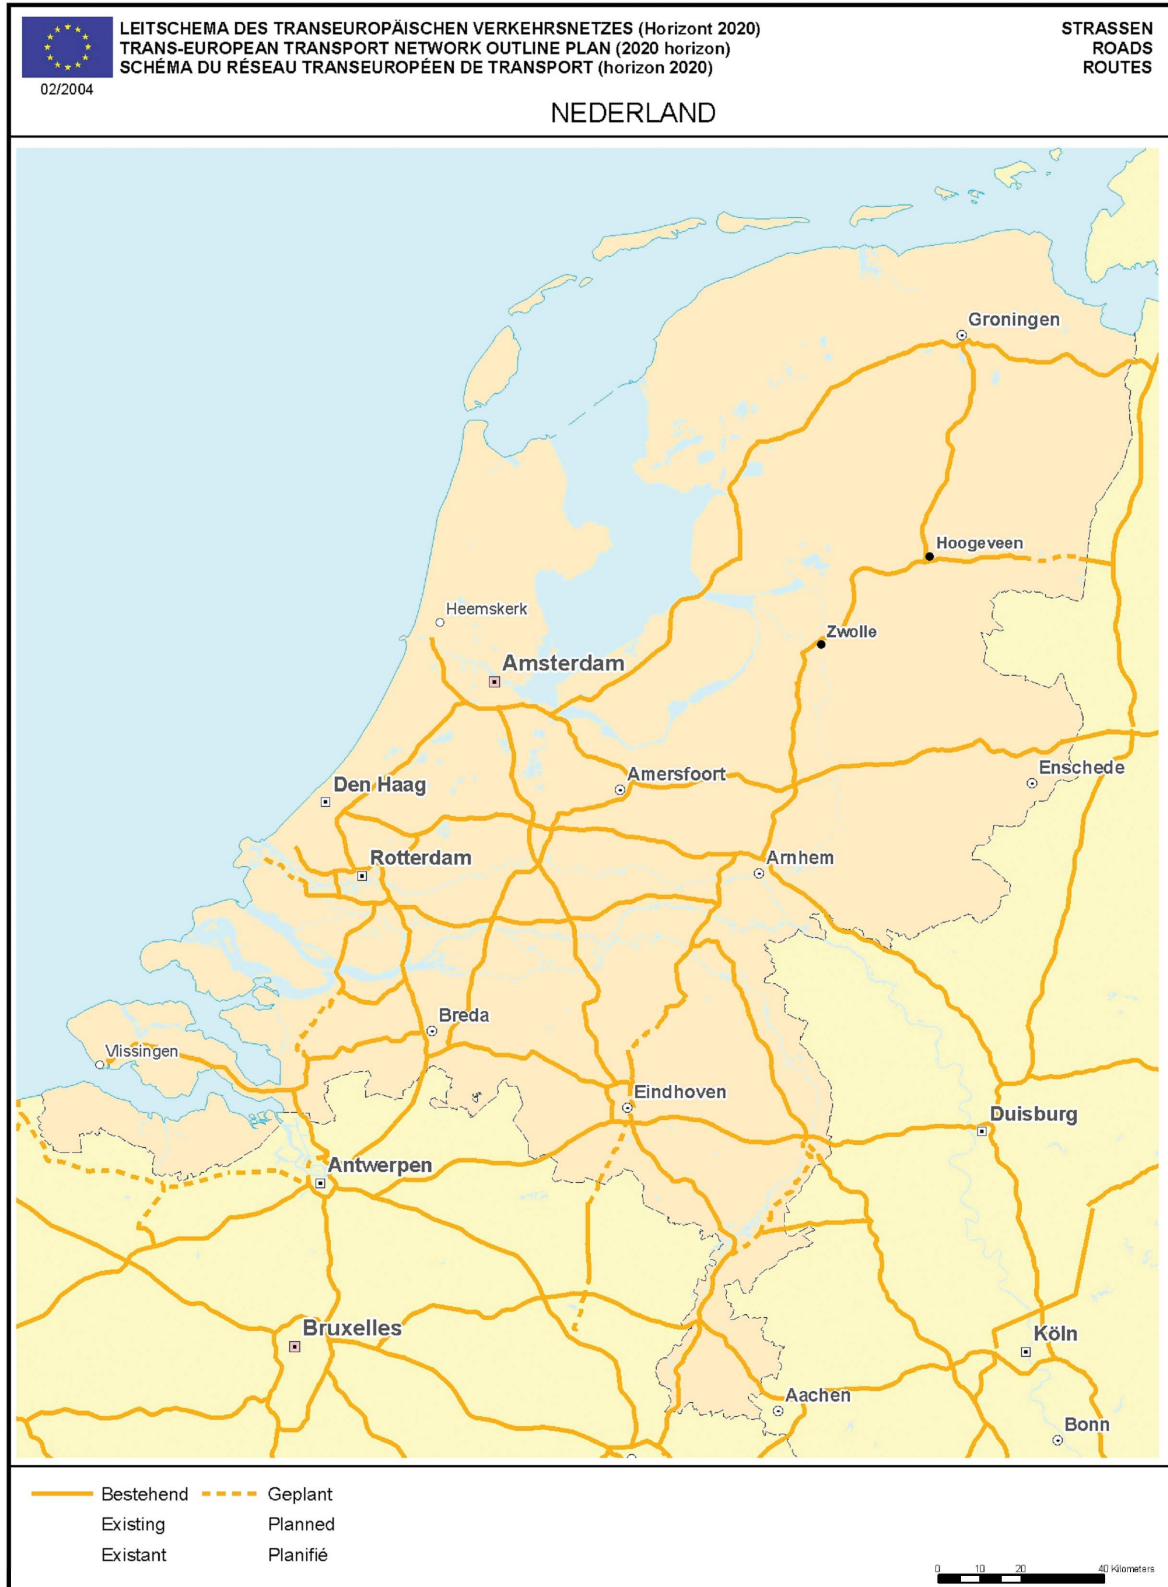 LEITSCHEMA DES TRANSEUROPÄISCHEN VERKEHRSNETZES (Horizont 2020)
TRANS-EUROPEAN TRANSPORT NETWORK OUTLINE PLAN (2020 horizon)
SCHÉMA DU RÉSEAU TRANSEUROPÉEN DE TRANSPORT (horizon 2020)
STRASSEN
ROADS
ROUTES
02/2004
NEDERLAND
Groningen
Hoogeveen
Heemskerk
Zwolle
Amsterdam
Enschede
Amersfoort
Den Haag
Rotterdam
Arnhem
Breda
Vlissingen
Eindhoven
Duisburg
Antwerpen
Bruxelles
Köln
Aachen
Bonn
Bestehend
Geplant
Existing
Planned
Existant
Planifié
0 10 20 40 Kilometers